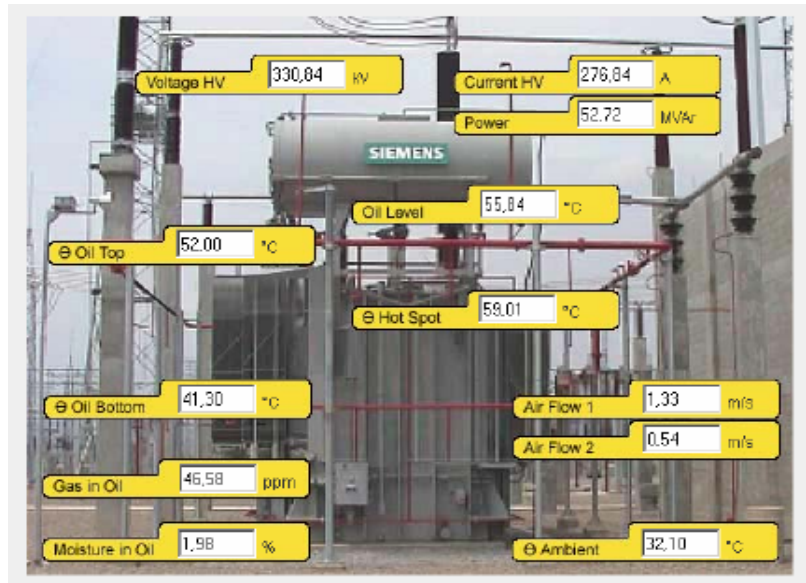 Voltage HV 330,84 kV
Current HV 276,84 A
Power 52.72 MVAr
SIEMENS
Oil Level 55,84 °C
Θ Oil Top 52.00 °C
Θ Hot Spot 59.01 °C
Θ Oil Bottom 41,30 °C
Air Flow 1 1,33 m/s
Air Flow 2 0.54 m/s
Gas in Oil 46,58 ppm
Moisture in Oil 1,98 %
Θ Ambient 32,10 °C